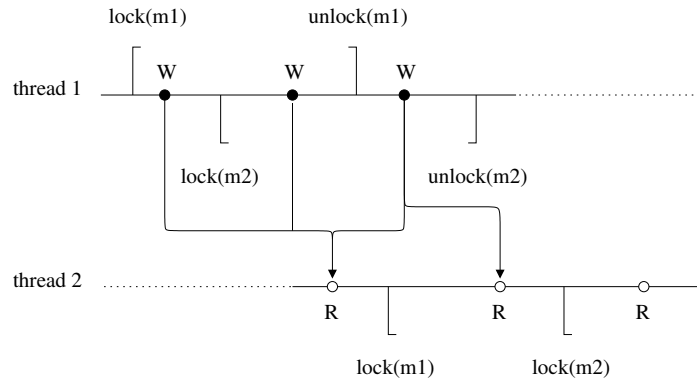 lock(m1) unlock(m1)
W W W
thread 1
lock(m2) unlock(m2)
thread 2
R R R
lock(m1) lock(m2)